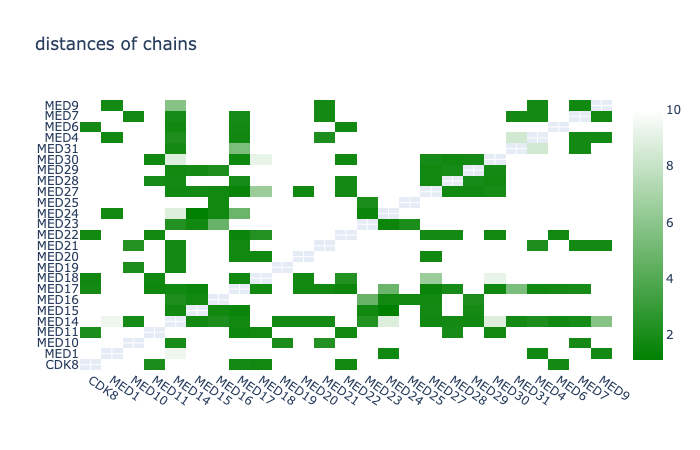 distances of chains
MED9
MED7
MED6
MED4
MED31
MED30
MED29
MED28
MED27
MED25
MED24
MED23
MED22
MED21
MED20
MED19
MED18
MED17
MED16
MED15
MED14
MED11
MED10
MED1
CDK8
CDK8 MED1 MED10 MED11 MED14 MED15 MED16 MED17 MED18 MED19 MED20 MED21 MED22 MED23 MED24 MED25 MED27 MED28 MED29 MED30 MED31 MED4 MED6 MED7 MED9
10
8
6
4
2